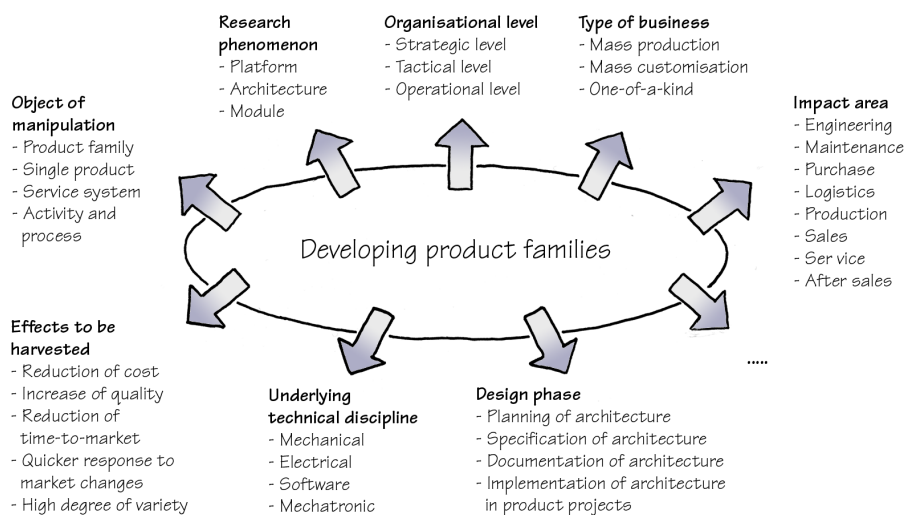 Research
phenomenon
- Platform
- Architecture
- Module
Organisational level
- Strategic level
- Tactical level
- Operational level
Type of business
- Mass production
- Mass customisation
- One-of-a-kind
Object of
manipulation
- Product family
- Single product
- Service system
- Activity and
process
Impact area
- Engineering
- Maintenance
- Purchase
- Logistics
- Production
- Sales
- Ser vice
- After sales
Developing product families
Effects to be
harvested
- Reduction of cost
- Increase of quality
- Reduction of
time-to-market
- Quicker response to
market changes
- High degree of variety
Underlying
technical discipline
- Mechanical
- Electrical
- Software
- Mechatronic
Design phase
- Planning of architecture
- Specification of architecture
- Documentation of architecture
- Implementation of architecture
in product projects
.....